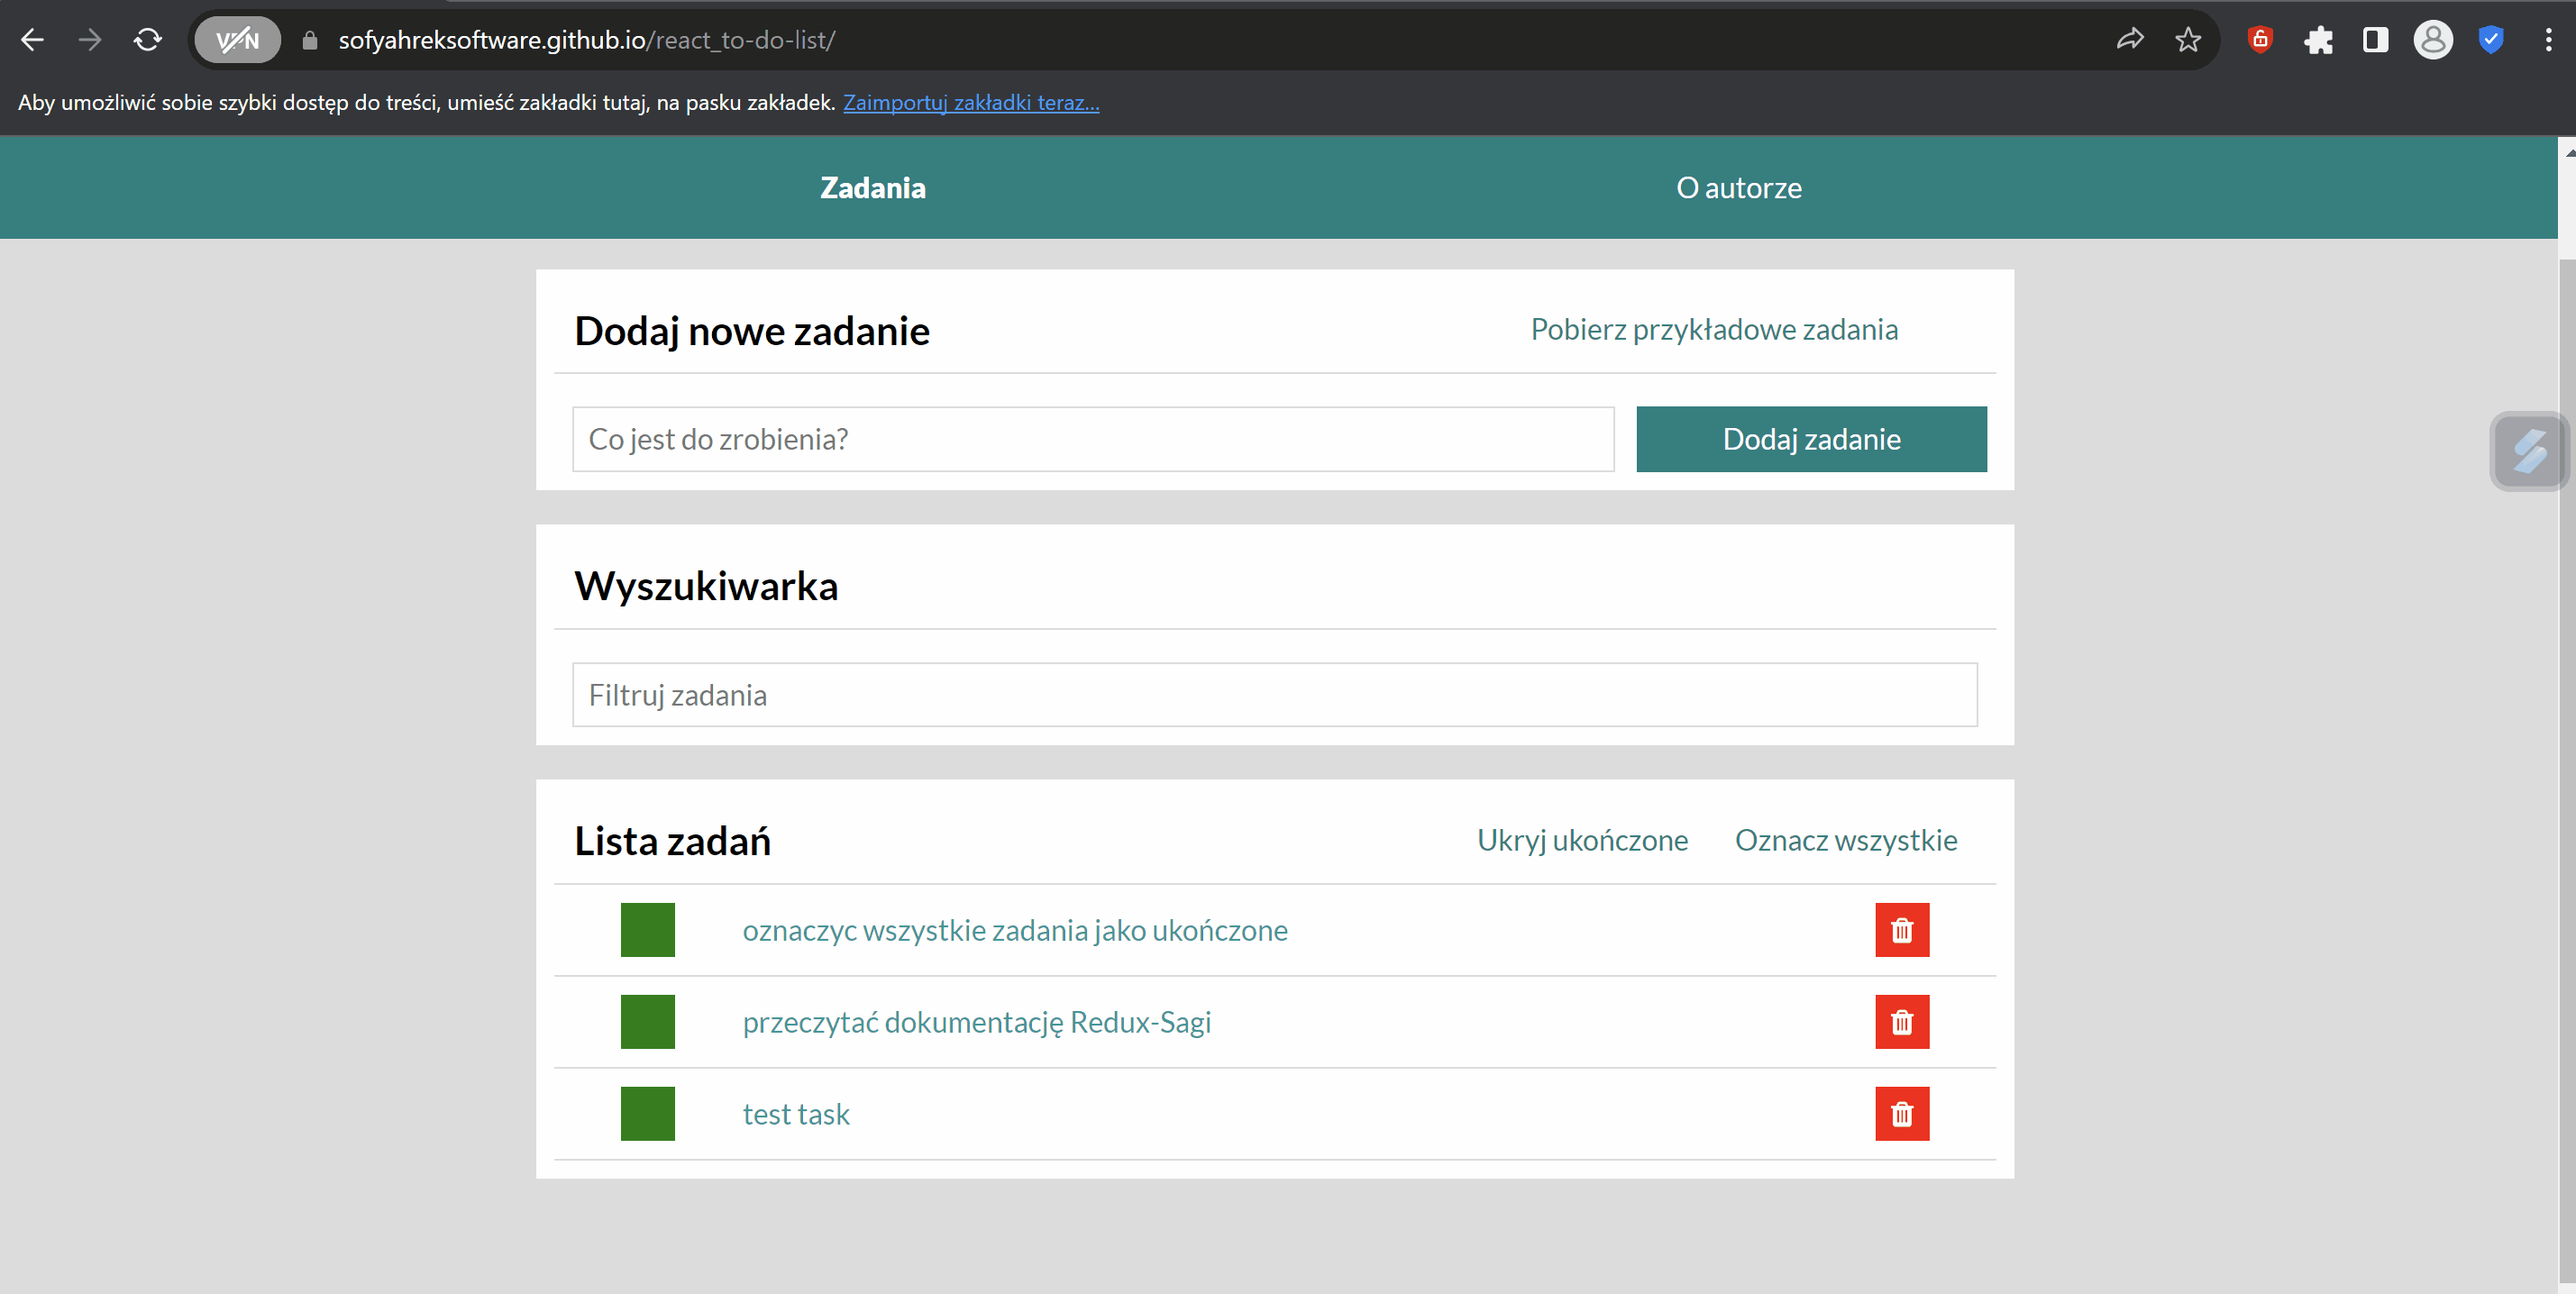 VPN
sofyahreksoftware.github.io/react_to-do-list/
Aby umożliwić sobie szybki dostęp do treści, umieść zakładki tutaj, na pasku zakładek. Zaimportuj zakładki teraz...
Zadania O autorze
Dodaj nowe zadanie Pobierz przykładowe zadania
Co jest do zrobienia? Dodaj zadanie
Wyszukiwarka
Filtruj zadania
Lista zadań Ukryj ukończone Oznacz wszystkie
oznaczyc wszystkie zadania jako ukończone
przeczytać dokumentację Redux-Sagi
test task